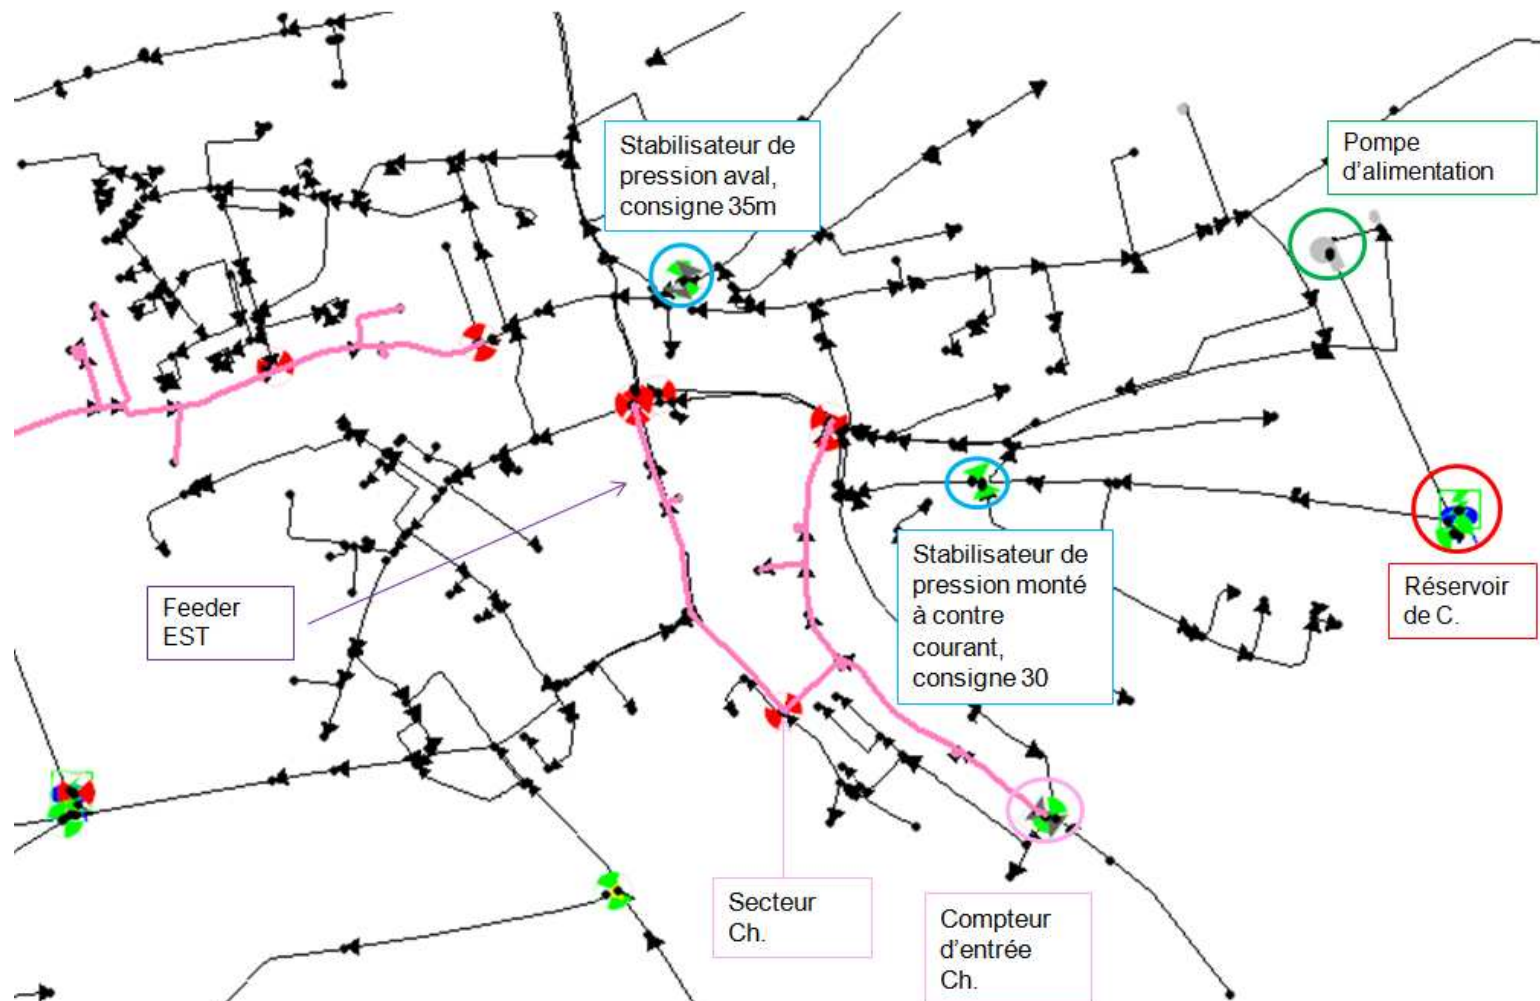 Stabilisateur de
pression aval,
consigne 35m
Pompe
d'alimentation
Stabilisateur de
pression monté
à contre
courant,
consigne 30
Réservoir
de C.
Feeder
EST
Secteur
Ch.
Compteur
d'entrée
Ch.